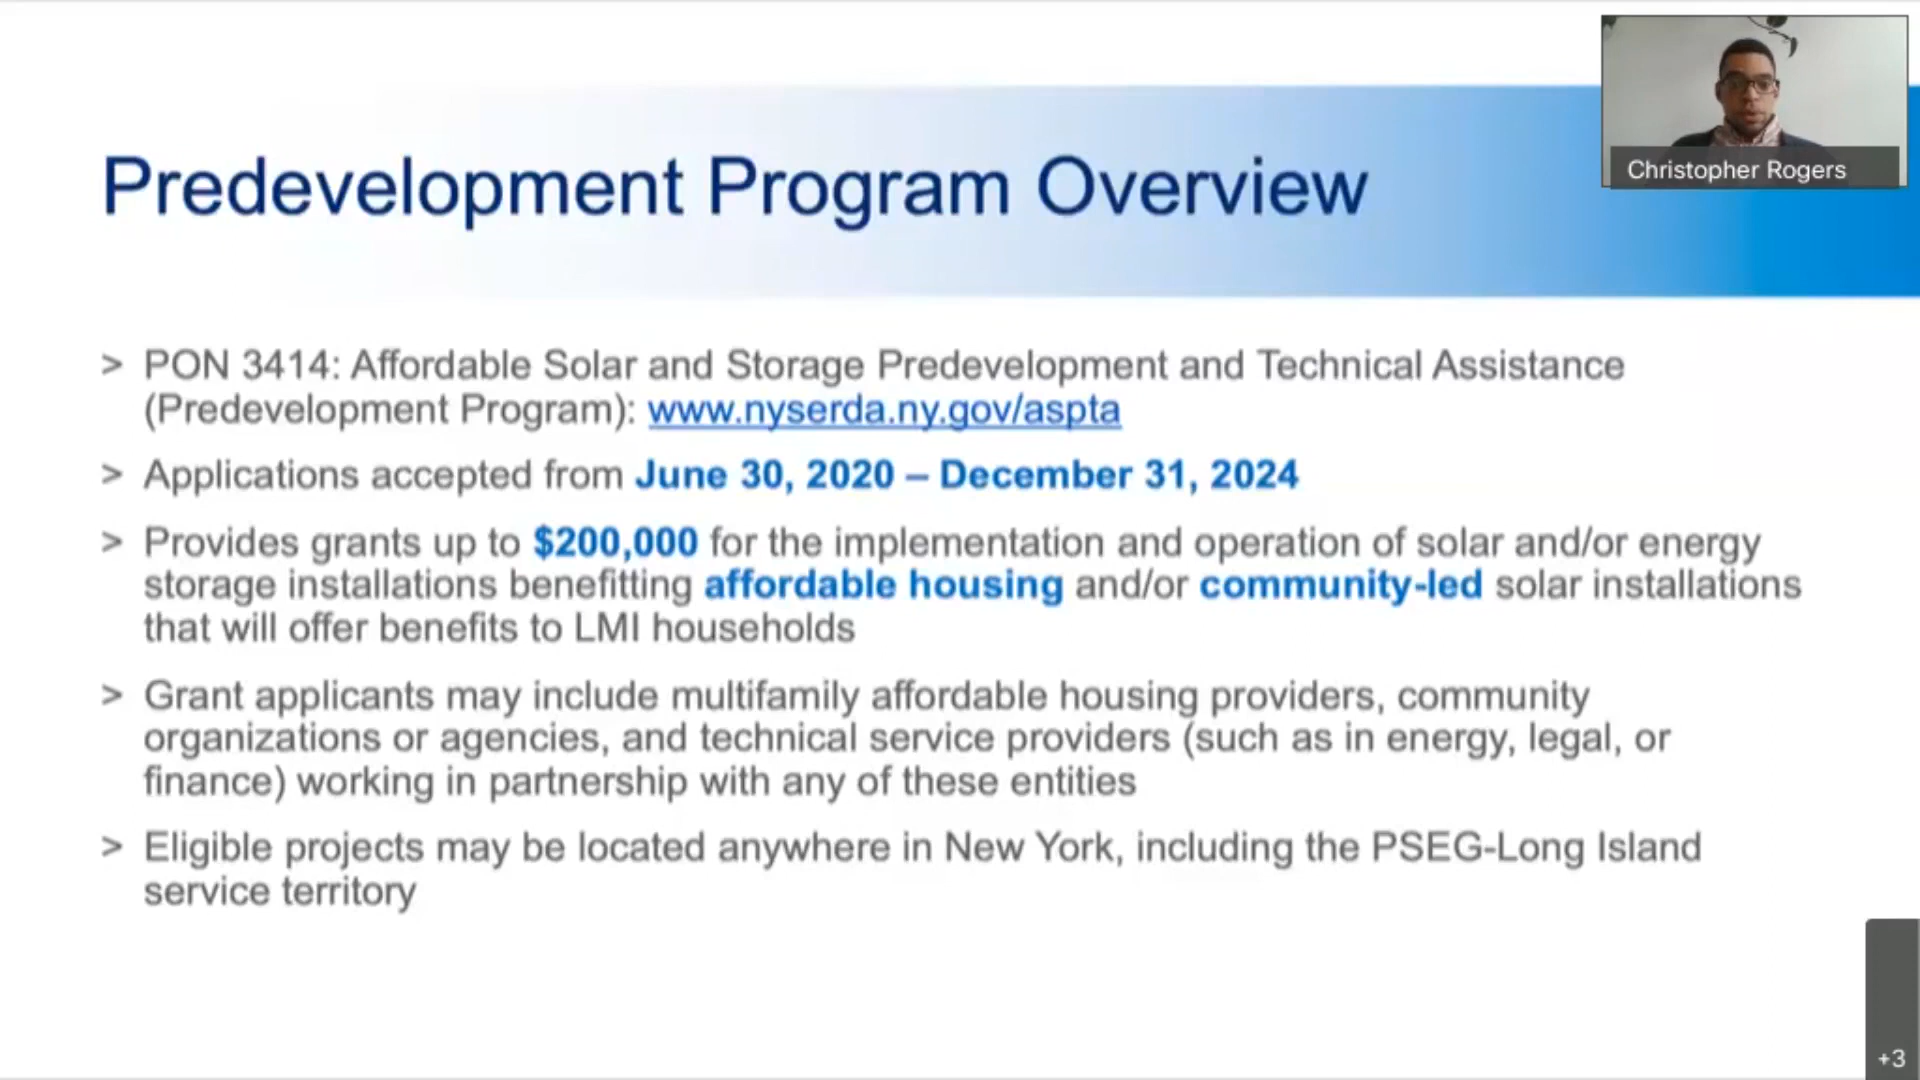 Christopher Rogers
Predevelopment Program Overview
> PON 3414: Affordable Solar and Storage Predevelopment and Technical Assistance
(Predevelopment Program): www.nyserda.ny.gov/aspta
> Applications accepted from June 30, 2020 – December 31, 2024
> Provides grants up to $200,000 for the implementation and operation of solar and/or energy
storage installations benefitting affordable housing and/or community-led solar installations
that will offer benefits to LMI households
> Grant applicants may include multifamily affordable housing providers, community
organizations or agencies, and technical service providers (such as in energy, legal, or
finance) working in partnership with any of these entities
> Eligible projects may be located anywhere in New York, including the PSEG-Long Island
service territory
+3